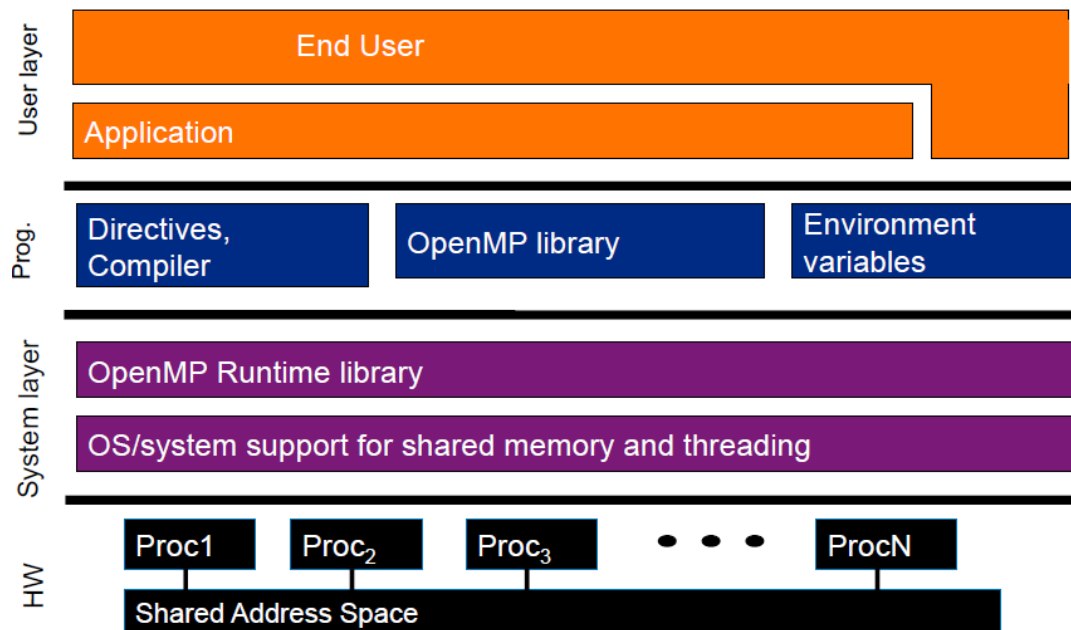 User layer
End User
Application
Prog.
Directives,
Compiler
OpenMP library
Environment
variables
System layer
OpenMP Runtime library
OS/system support for shared memory and threading
HW
Proc1
Proc₂
Proc₃
• • •
ProcN
Shared Address Space